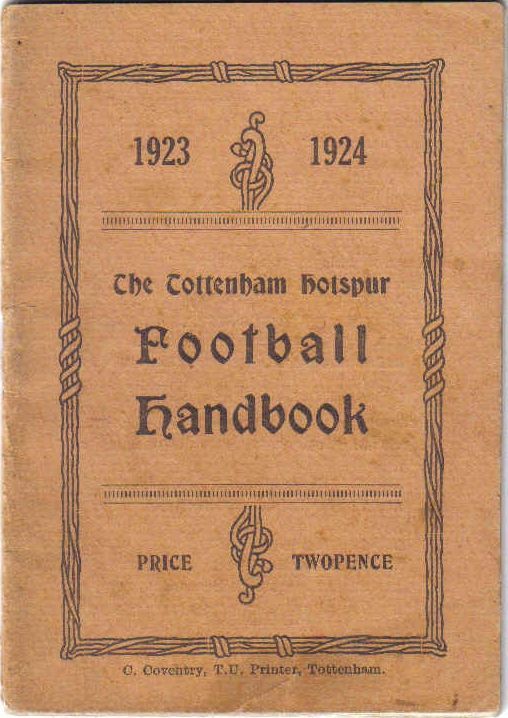 1923 1924
The Tottenham Hotspur
Football
Handbook
PRICE TWOPENCE
C. Coventry, T.U. Printer, Tottenham.